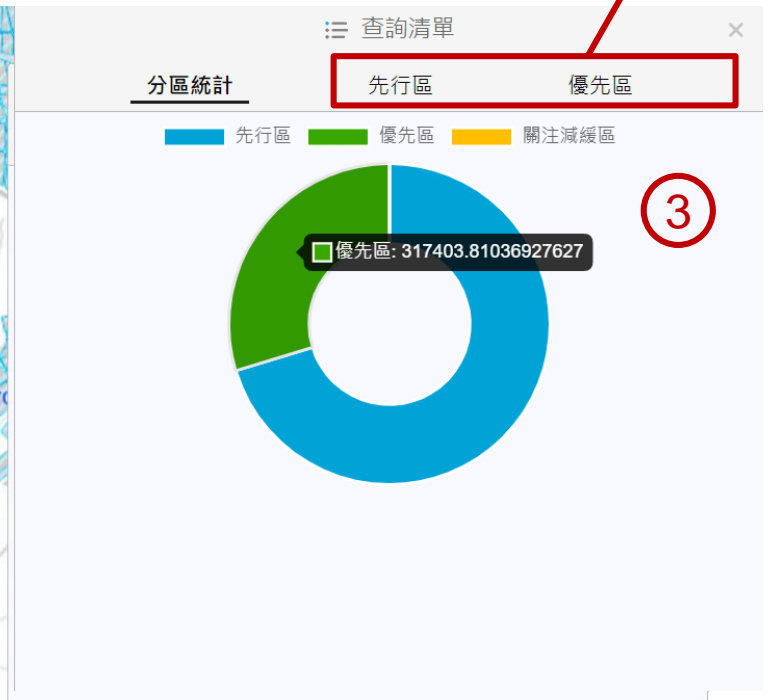 查詢清單
分區統計 先行區 優先區
先行區 優先區 關注減緩區
3
優先區: 317403.81036927627